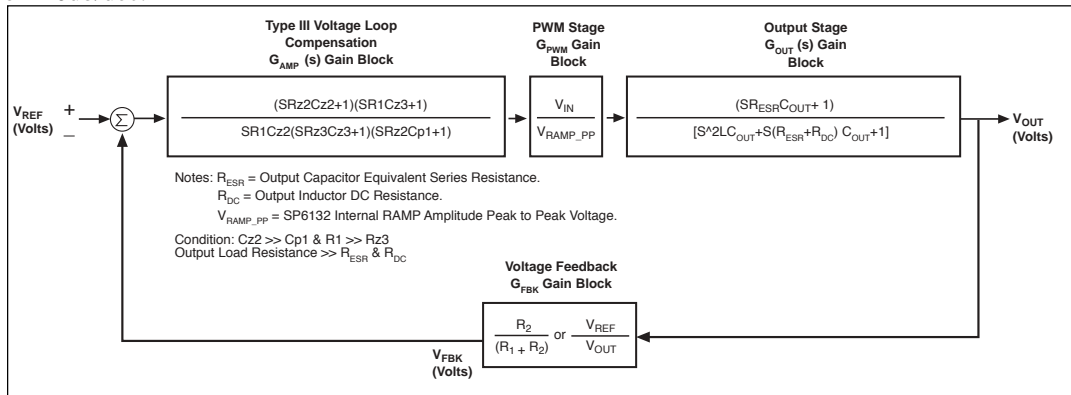 Type III Voltage Loop
Compensation
G_AMP (s) Gain Block
PWM Stage
G_PWM Gain
Block
Output Stage
G_OUT (s) Gain
Block
V_REF
(Volts)
+
–
Σ
(SRz2Cz2+1)(SR1Cz3+1)
SR1Cz2(SRz3Cz3+1)(SRz2Cp1+1)
V_IN
V_RAMP_PP
(SR_ESRC_OUT+ 1)
[S^2LC_OUT+S(R_ESR+R_DC) C_OUT+1]
V_OUT
(Volts)
Notes: R_ESR = Output Capacitor Equivalent Series Resistance.
R_DC = Output Inductor DC Resistance.
V_RAMP_PP = SP6132 Internal RAMP Amplitude Peak to Peak Voltage.
Condition: Cz2 >> Cp1 & R1 >> Rz3
Output Load Resistance >> R_ESR & R_DC
Voltage Feedback
G_FBK Gain Block
R_2
(R_1 + R_2)
or
V_REF
V_OUT
V_FBK
(Volts)